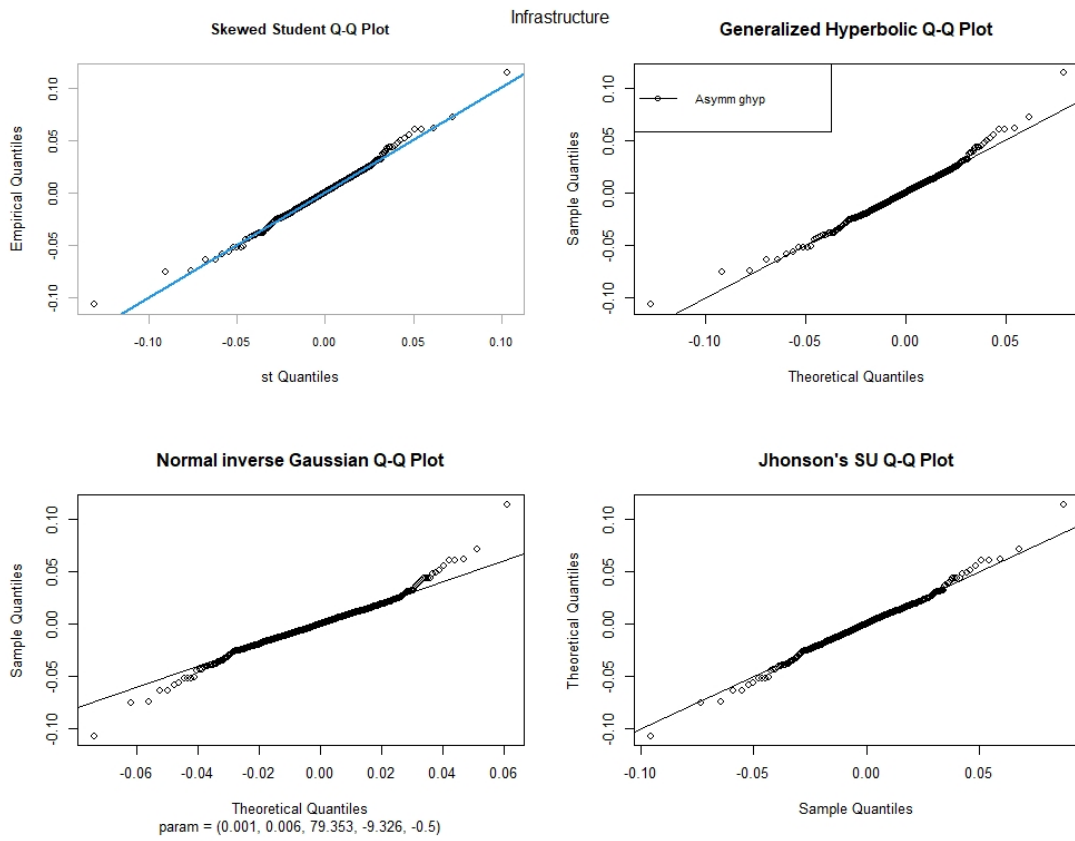 Infrastructure
Skewed Student Q-Q Plot
Empirical Quantiles
0.10
0.05
0.00
-0.05
-0.10
-0.10 -0.05 0.00 0.05 0.10
st Quantiles
Generalized Hyperbolic Q-Q Plot
Asymm ghyp
Sample Quantiles
0.10
0.05
0.00
-0.05
-0.10
-0.10 -0.05 0.00 0.05
Theoretical Quantiles
Normal inverse Gaussian Q-Q Plot
Sample Quantiles
0.10
0.05
0.00
-0.05
-0.10
-0.06 -0.04 -0.02 0.00 0.02 0.04 0.06
Theoretical Quantiles
param = (0.001, 0.006, 79.353, -9.326, -0.5)
Jhonson's SU Q-Q Plot
Theoretical Quantiles
0.10
0.05
0.00
-0.05
-0.10
-0.10 -0.05 0.00 0.05
Sample Quantiles